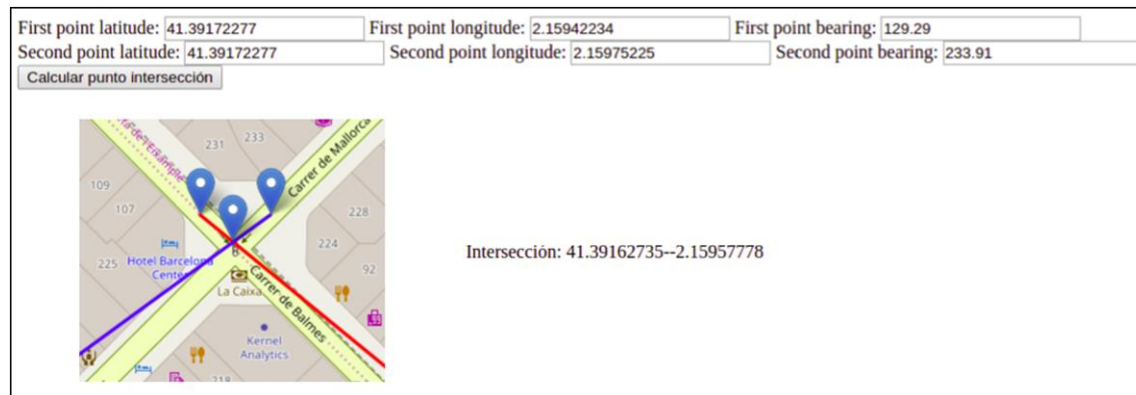 First point latitude: 41.39172277 First point longitude: 2.15942234 First point bearing: 129.29
Second point latitude: 41.39172277 Second point longitude: 2.15975225 Second point bearing: 233.91
Calcular punto intersección
ta de l'Eixample
231
233
Carrer de Mallorca
109
107
228
224
225
Hotel Barcelona
Center
92
La Caixa
Carrer de Balmes
Kernel
Analytics
218
Intersección: 41.39162735--2.15957778